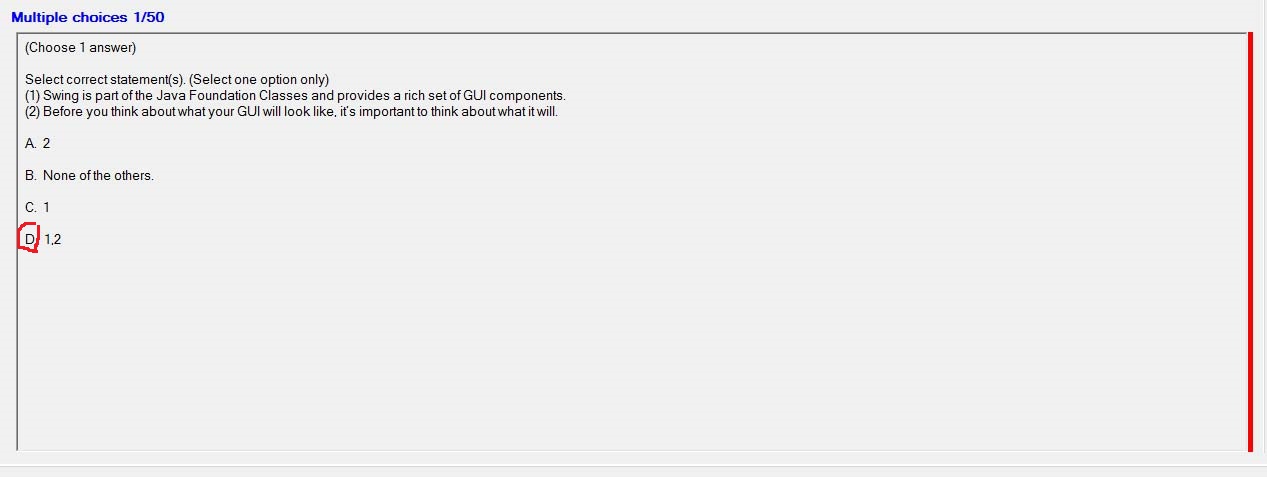 Multiple choices 1/50
(Choose 1 answer)
Select correct statement(s). (Select one option only)
(1) Swing is part of the Java Foundation Classes and provides a rich set of GUI components.
(2) Before you think about what your GUI will look like, it's important to think about what it will.
A. 2
B. None of the others.
C. 1
D. 1,2